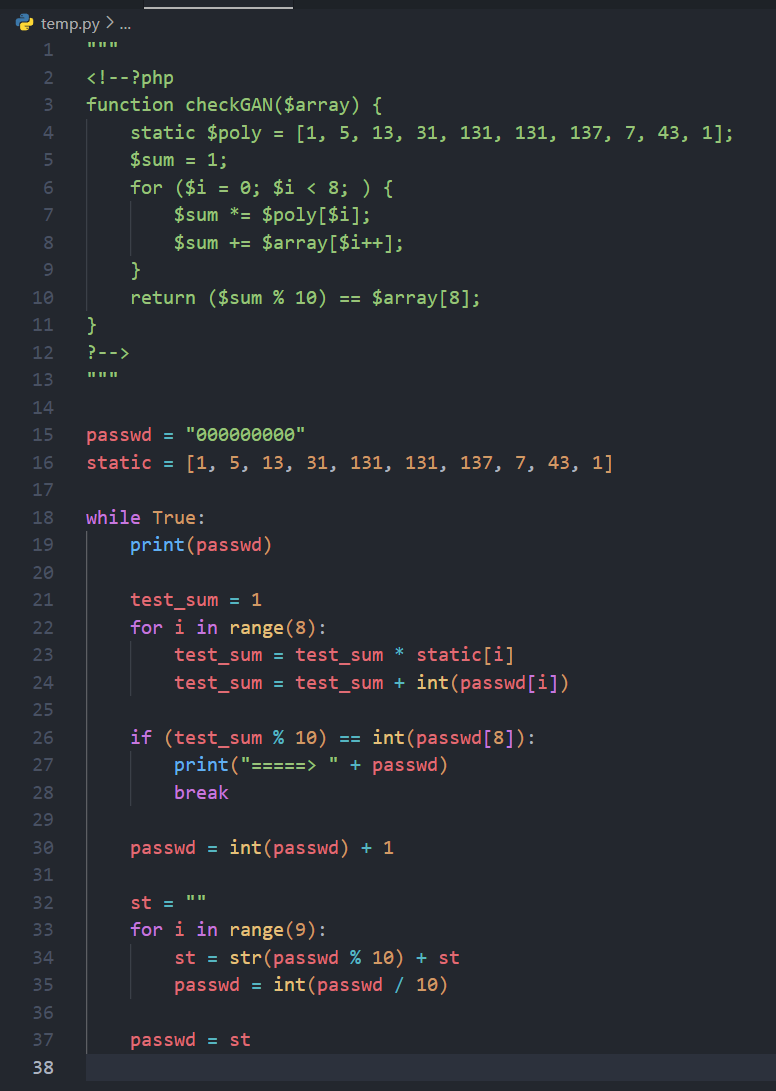 temp.py > ...
1 """
2 <!--?php
3 function checkGAN($array) {
4     static $poly = [1, 5, 13, 31, 131, 131, 137, 7, 43, 1];
5     $sum = 1;
6     for ($i = 0; $i < 8; ) {
7         $sum *= $poly[$i];
8         $sum += $array[$i++];
9     }
10     return ($sum % 10) == $array[8];
11 }
12 ?-->
13 """
14
15 passwd = "000000000"
16 static = [1, 5, 13, 31, 131, 131, 137, 7, 43, 1]
17
18 while True:
19     print(passwd)
20
21     test_sum = 1
22     for i in range(8):
23         test_sum = test_sum * static[i]
24         test_sum = test_sum + int(passwd[i])
25
26     if (test_sum % 10) == int(passwd[8]):
27         print("=====> " + passwd)
28         break
29
30     passwd = int(passwd) + 1
31
32     st = ""
33     for i in range(9):
34         st = str(passwd % 10) + st
35         passwd = int(passwd / 10)
36
37     passwd = st
38